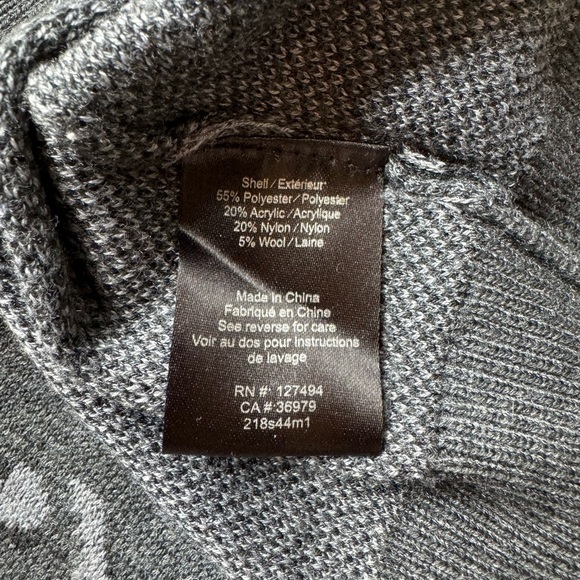 Shell/Extérieur
55% Polyester/Polyester
20% Acrylic/Acrylique
20% Nylon/Nylon
5% Wool/Laine
Made in China
Fabriqué en Chine
See reverse for care
Voir au dos pour instructions
de lavage
RN #: 127494
CA #: 36979
218s44m1